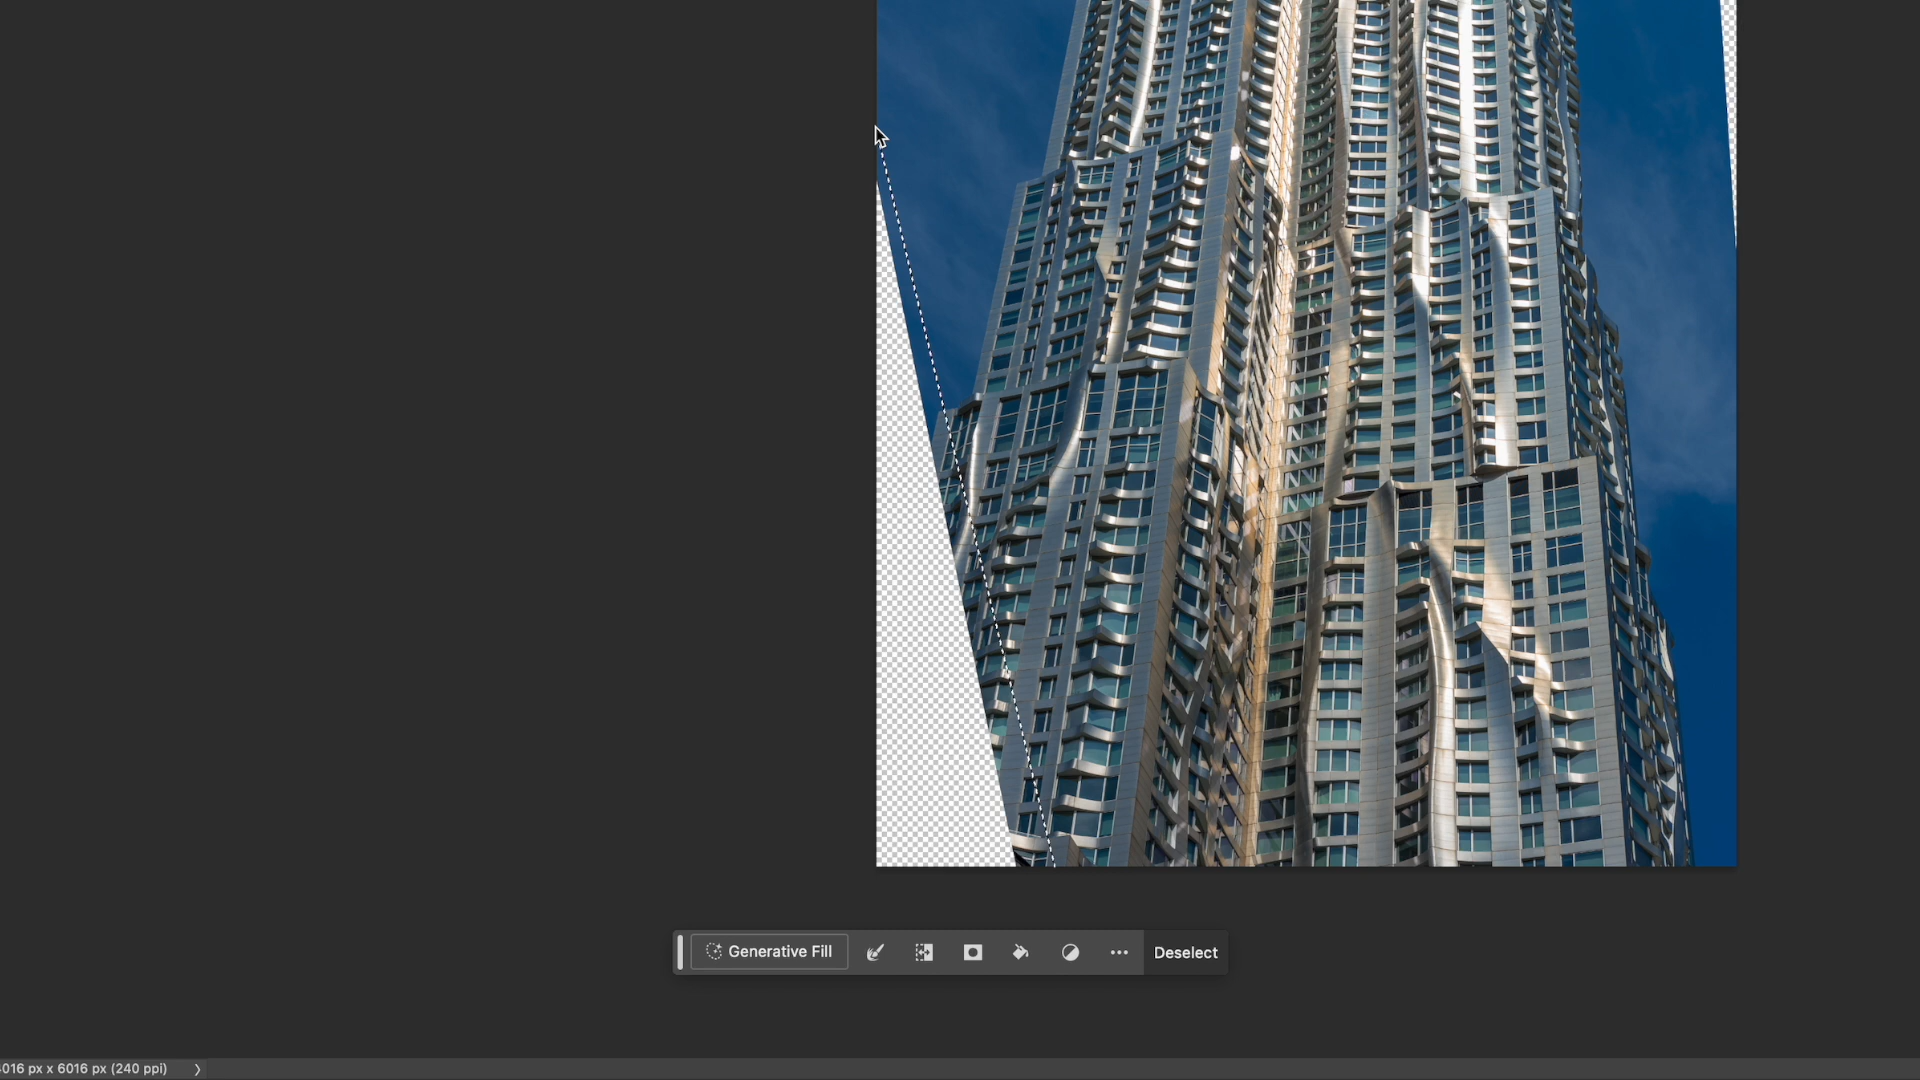 Generative Fill
Deselect
016 px x 6016 px (240 ppi)